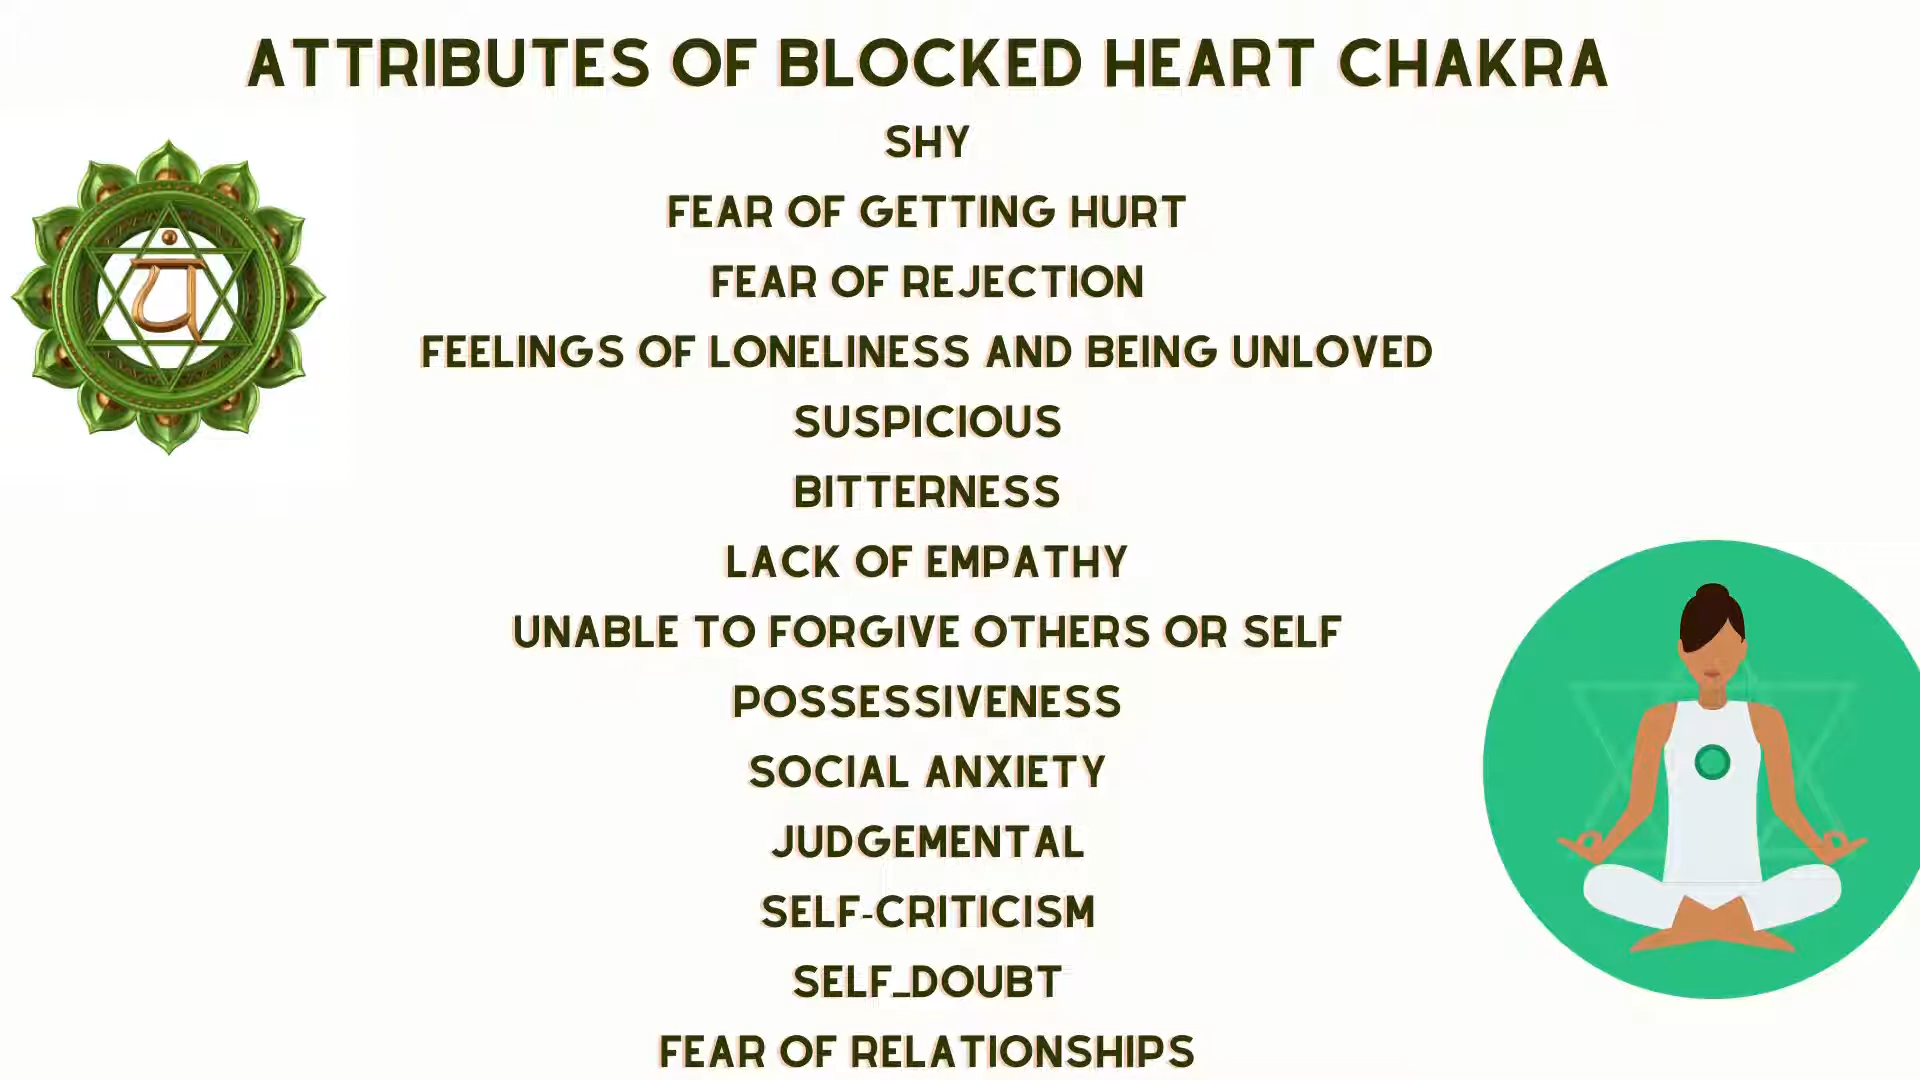 ATTRIBUTES OF BLOCKED HEART CHAKRA
SHY
FEAR OF GETTING HURT
FEAR OF REJECTION
FEELINGS OF LONELINESS AND BEING UNLOVED
SUSPICIOUS
BITTERNESS
LACK OF EMPATHY
UNABLE TO FORGIVE OTHERS OR SELF
POSSESSIVENESS
SOCIAL ANXIETY
JUDGEMENTAL
SELF-CRITICISM
SELF_DOUBT
FEAR OF RELATIONSHIPS
यं